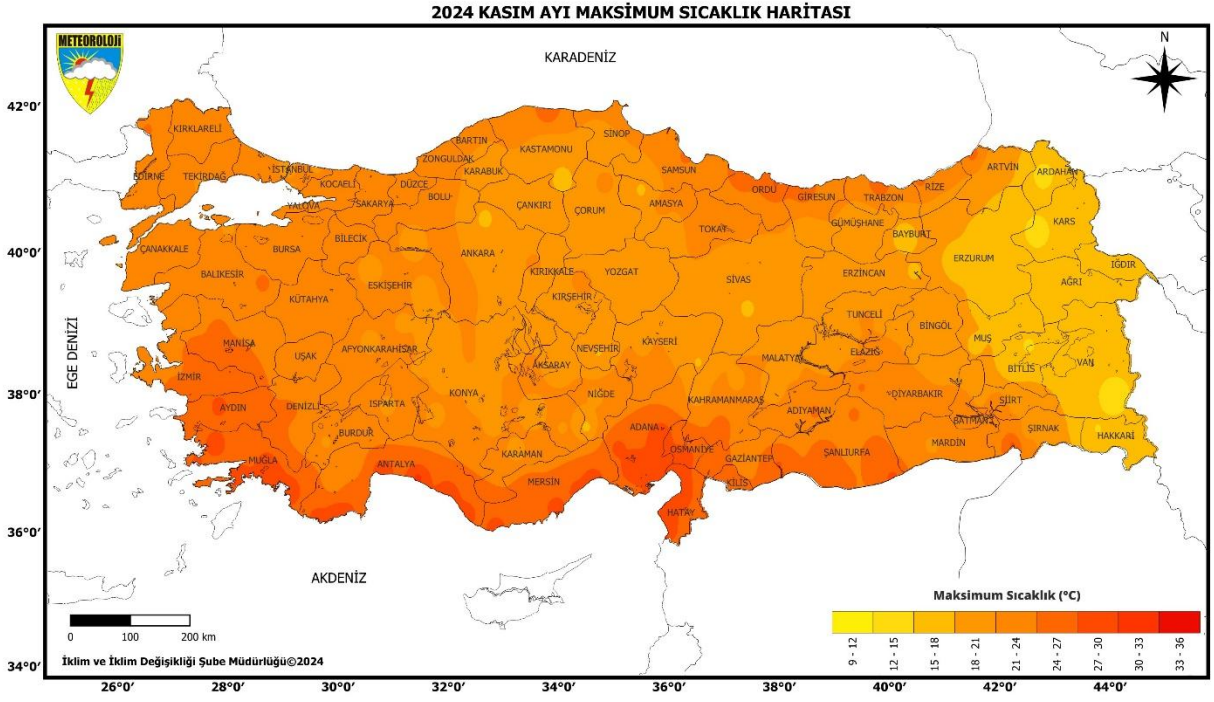 2024 KASIM AYI MAKSİMUM SICAKLIK HARİTASI
METEOROLOJİ
KARADENİZ
N
42°0'
KIRKLARELİ
SİNOP
BARTIN
KASTAMONU
ZONGULDAK
ARTVİN
EDİRNE
TEKİRDAĞ
İSTANBUL
KOCAELİ
DÜZCE
KARABÜK
SAMSUN
ARDAHAN
YALOVA
SAKARYA
BOLU
ÇANKIRI
ÇORUM
AMASYA
ORDU
GİRESUN
TRABZON
RİZE
TOKAT
GÜMÜŞHANE
BAYBURT
KARS
40°0'
ÇANAKKALE
BURSA
BİLECİK
ANKARA
ERZURUM
IĞDIR
BALIKESİR
KÜTAHYA
ESKİŞEHİR
KIRIKKALE
YOZGAT
SİVAS
ERZİNCAN
AĞRI
KIRŞEHİR
TUNCELİ
BİNGÖL
EGE DENİZİ
MANİSA
UŞAK
AFYONKARAHİSAR
AKSARAY
NEVŞEHİR
KAYSERİ
MALATYA
ELAZIĞ
MUŞ
BİTLİS
VAN
38°0'
İZMİR
AYDIN
DENİZLİ
ISPARTA
KONYA
NİĞDE
KAHRAMANMARAŞ
ADIYAMAN
DİYARBAKIR
SİİRT
BATMAN
BURDUR
ADANA
ŞIRNAK
HAKKARİ
MUĞLA
ANTALYA
KARAMAN
MERSİN
OSMANİYE
GAZİANTEP
ŞANLIURFA
MARDİN
KİLİS
HATAY
36°0'
AKDENİZ
Maksimum Sıcaklık (°C)
9 - 12
12 - 15
15 - 18
18 - 21
21 - 24
24 - 27
27 - 30
30 - 33
33 - 36
0 100 200 km
İklim ve İklim Değişikliği Şube Müdürlüğü©2024
34°0'
26°0' 28°0' 30°0' 32°0' 34°0' 36°0' 38°0' 40°0' 42°0' 44°0'